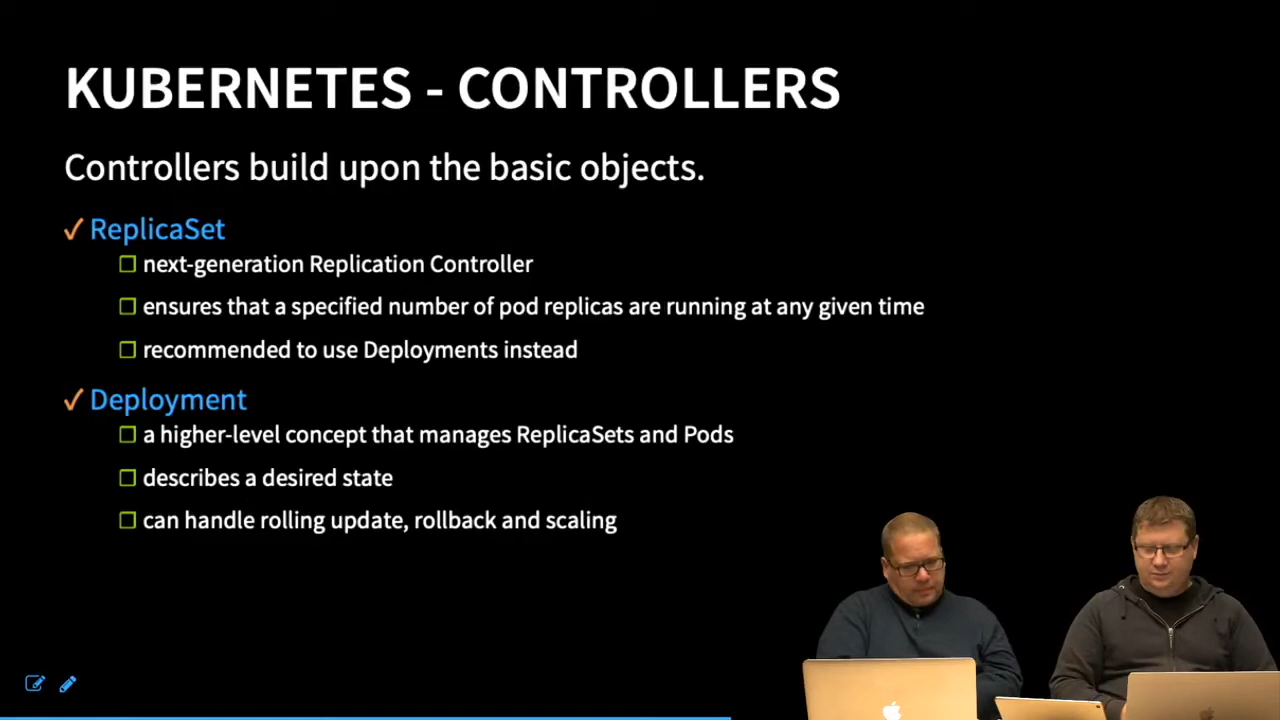 KUBERNETES - CONTROLLERS
Controllers build upon the basic objects.
✓ ReplicaSet
❒ next-generation Replication Controller
❒ ensures that a specified number of pod replicas are running at any given time
❒ recommended to use Deployments instead
✓ Deployment
❒ a higher-level concept that manages ReplicaSets and Pods
❒ describes a desired state
❒ can handle rolling update, rollback and scaling